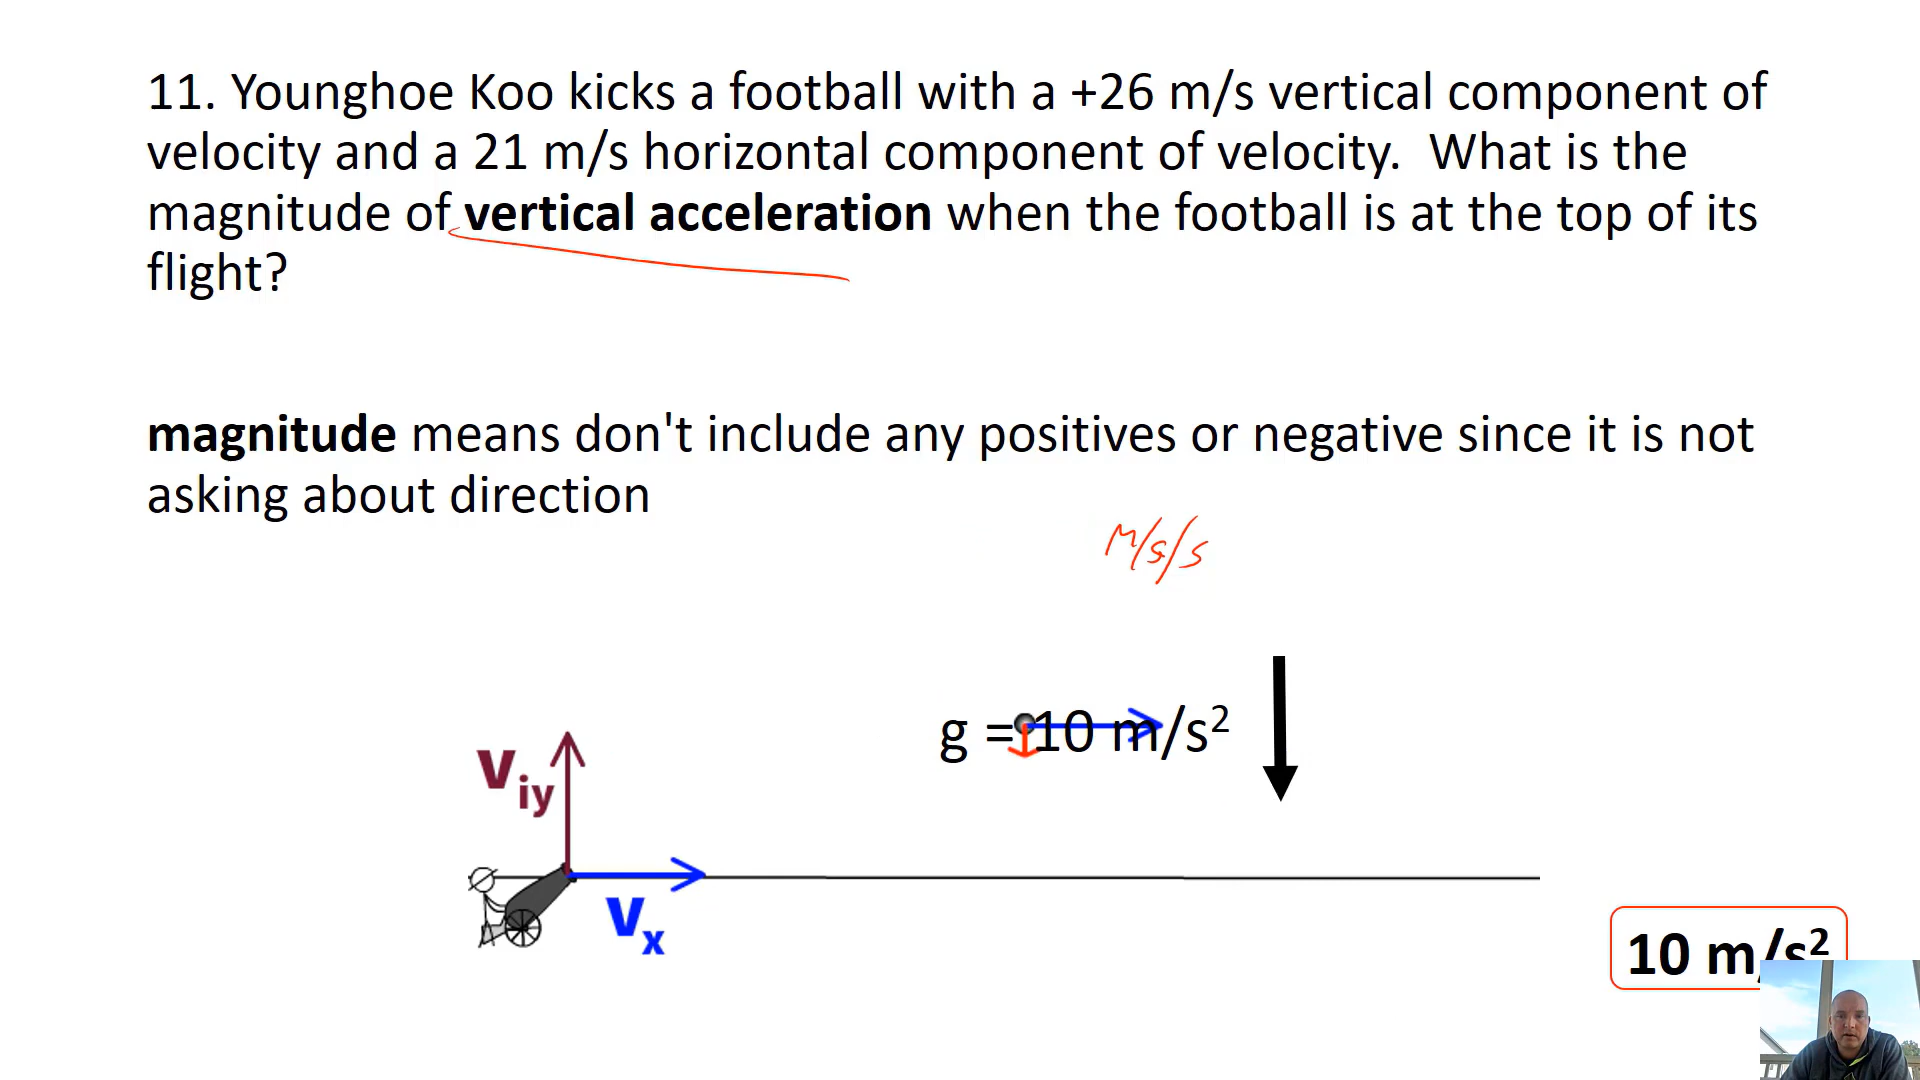 11. Younghoe Koo kicks a football with a +26 m/s vertical component of
velocity and a 21 m/s horizontal component of velocity.  What is the
magnitude of vertical acceleration when the football is at the top of its
flight?
magnitude means don't include any positives or negative since it is not
asking about direction
M/s/s
g = 10 m/s²
Viy
Vx
10 m/s²